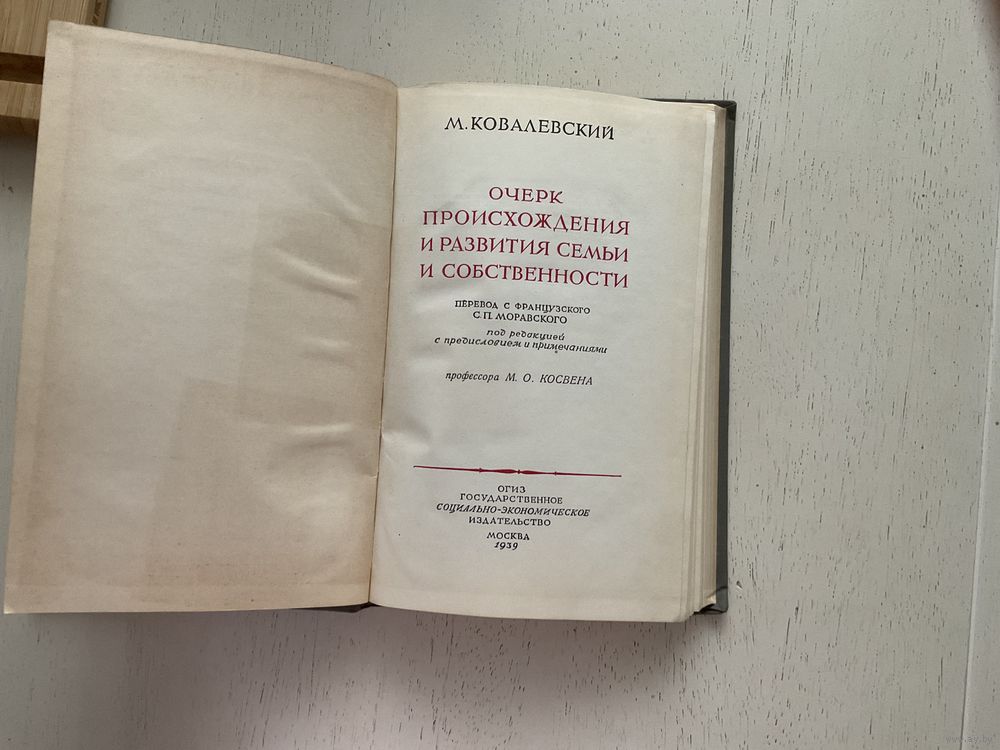 М. КОВАЛЕВСКИЙ
ОЧЕРК
ПРОИСХОЖДЕНИЯ
И РАЗВИТИЯ СЕМЬИ
И СОБСТВЕННОСТИ
ПЕРЕВОД С ФРАНЦУЗСКОГО
С. П. МОРАВСКОГО
под редакцией
с предисловием и примечаниями
профессора М. О. КОСВЕНА
ОГИЗ
ГОСУДАРСТВЕННОЕ
СОЦИАЛЬНО-ЭКОНОМИЧЕСКОЕ
ИЗДАТЕЛЬСТВО
МОСКВА
1939